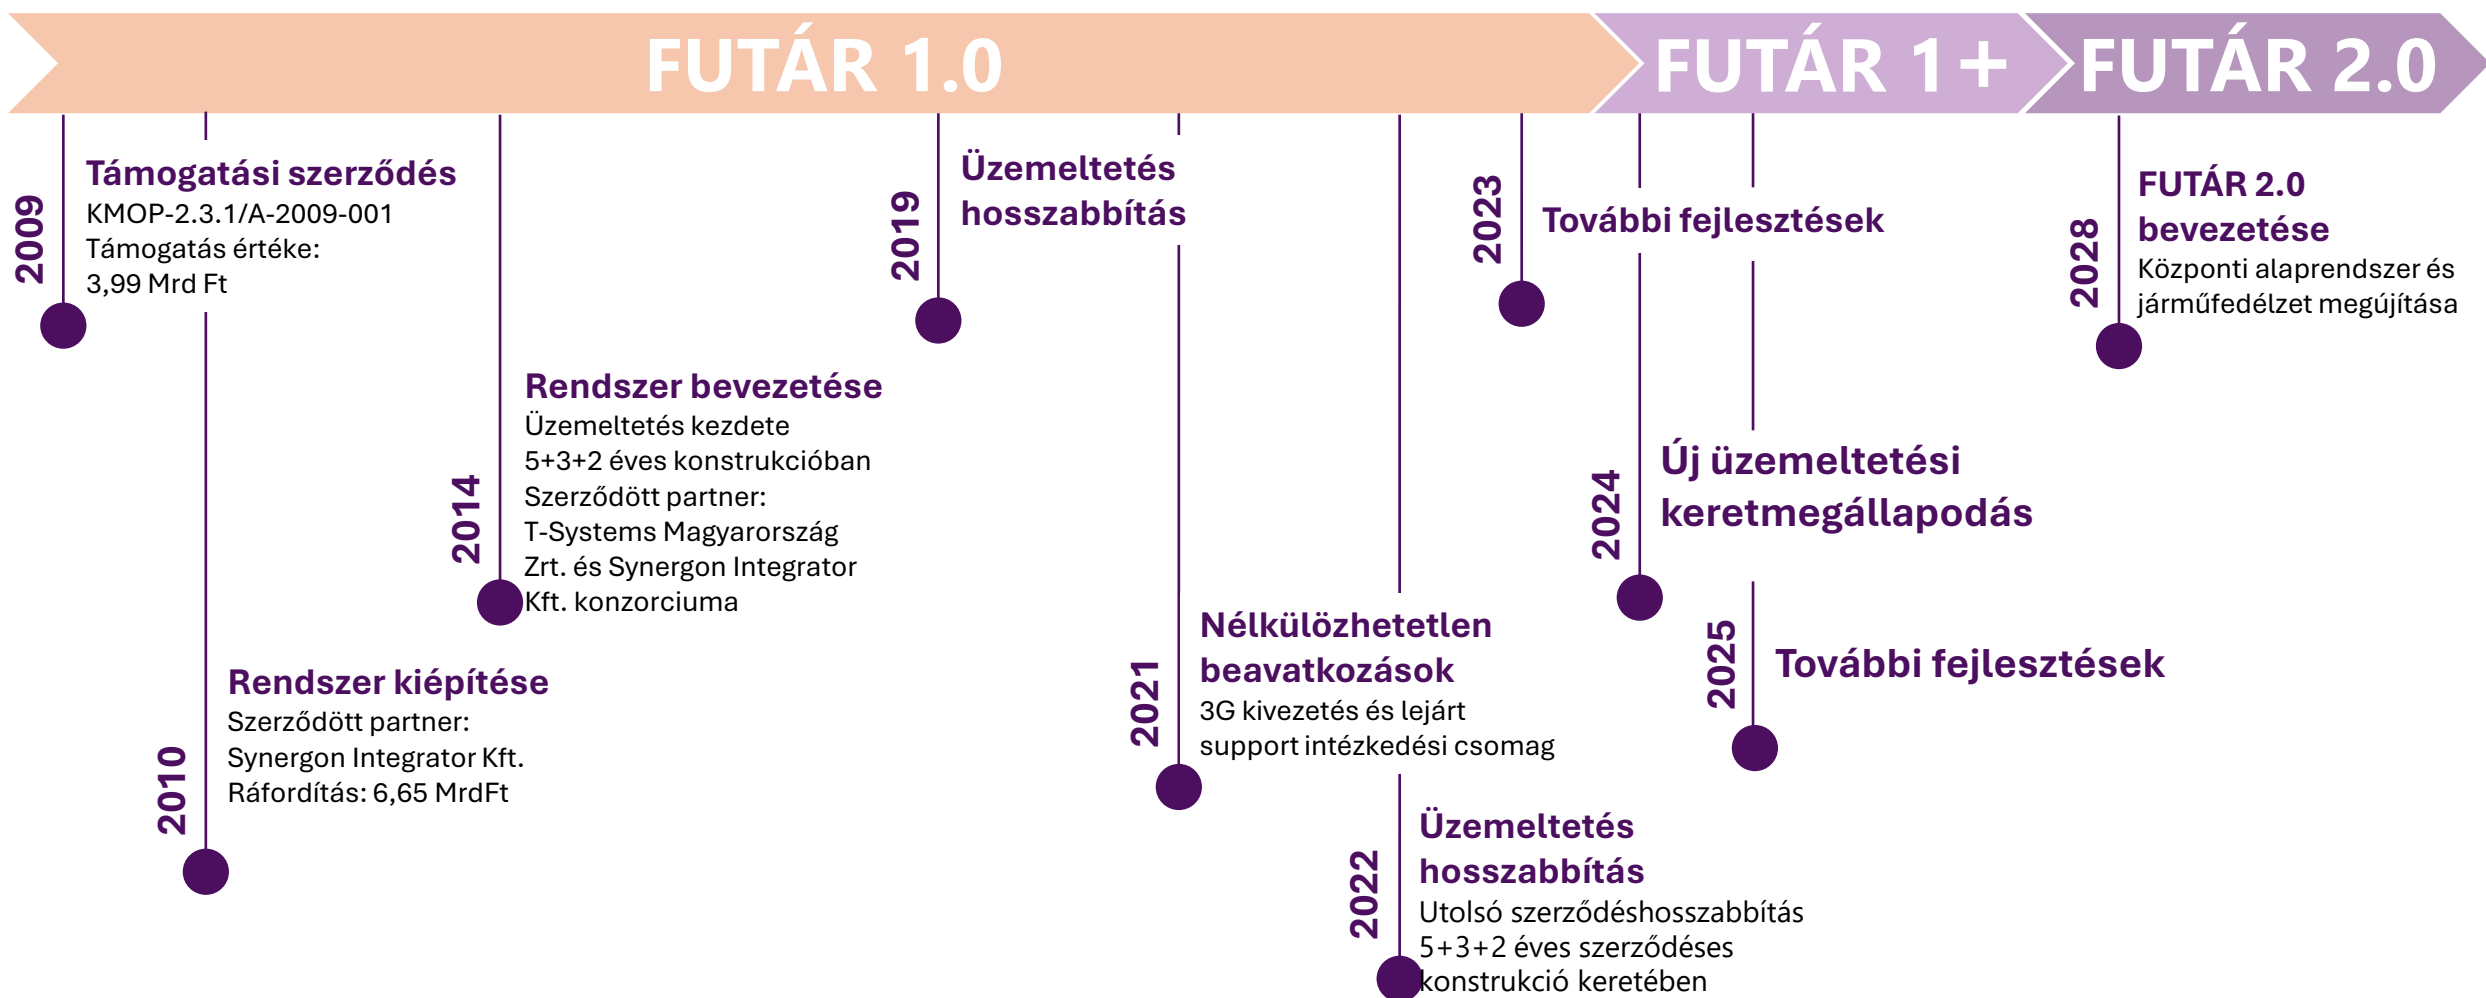 FUTÁR 1.0
FUTÁR 1+
FUTÁR 2.0
2009
Támogatási szerződés
KMOP-2.3.1/A-2009-001
Támogatás értéke:
3,99 Mrd Ft
2010
Rendszer kiépítése
Szerződött partner:
Synergon Integrator Kft.
Ráfordítás: 6,65 MrdFt
2014
Rendszer bevezetése
Üzemeltetés kezdete
5+3+2 éves konstrukcióban
Szerződött partner:
T-Systems Magyarország
Zrt. és Synergon Integrator
Kft. konzorciuma
2019
Üzemeltetés
hosszabbítás
2021
Nélkülözhetetlen
beavatkozások
3G kivezetés és lejárt
support intézkedési csomag
2022
Üzemeltetés
hosszabbítás
Utolsó szerződéshosszabbítás
5+3+2 éves szerződéses
konstrukció keretében
2023
További fejlesztések
2024
Új üzemeltetési
keretmegállapodás
2025
További fejlesztések
2028
FUTÁR 2.0
bevezetése
Központi alaprendszer és
járműfedélzet megújítása